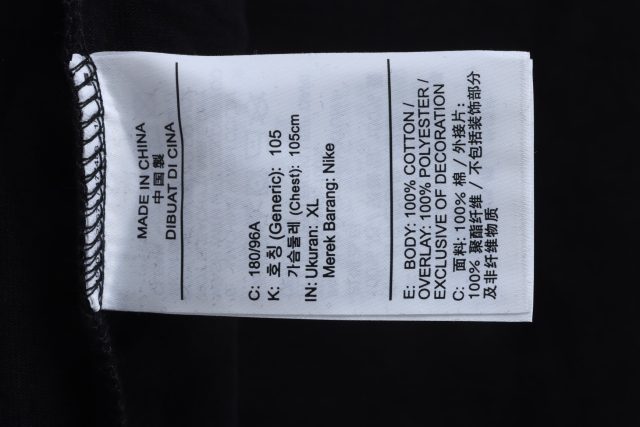 MADE IN CHINA
中国製
DIBUAT DI CINA
C: 180/96A
K: 호칭 (Generic): 105
가슴둘레 (Chest): 105cm
IN: Ukuran: XL
Merek Barang: Nike
E: BODY: 100% COTTON /
OVERLAY: 100% POLYESTER /
EXCLUSIVE OF DECORATION
C: 面料: 100% 棉 / 外接片:
100% 聚酯纤维 / 不包括装饰部分
及非纤维物质